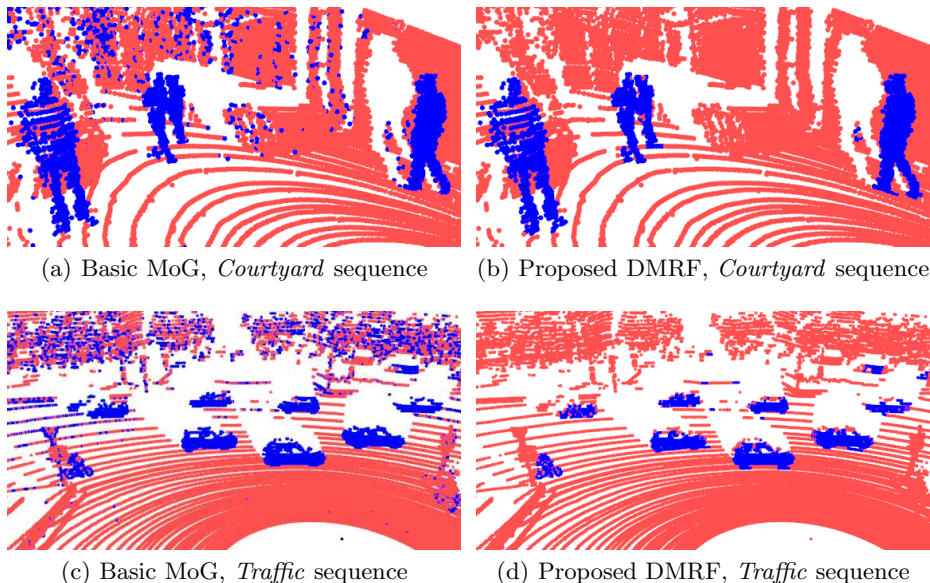 (a) Basic MoG, Courtyard sequence
(b) Proposed DMRF, Courtyard sequence
(c) Basic MoG, Traffic sequence
(d) Proposed DMRF, Traffic sequence